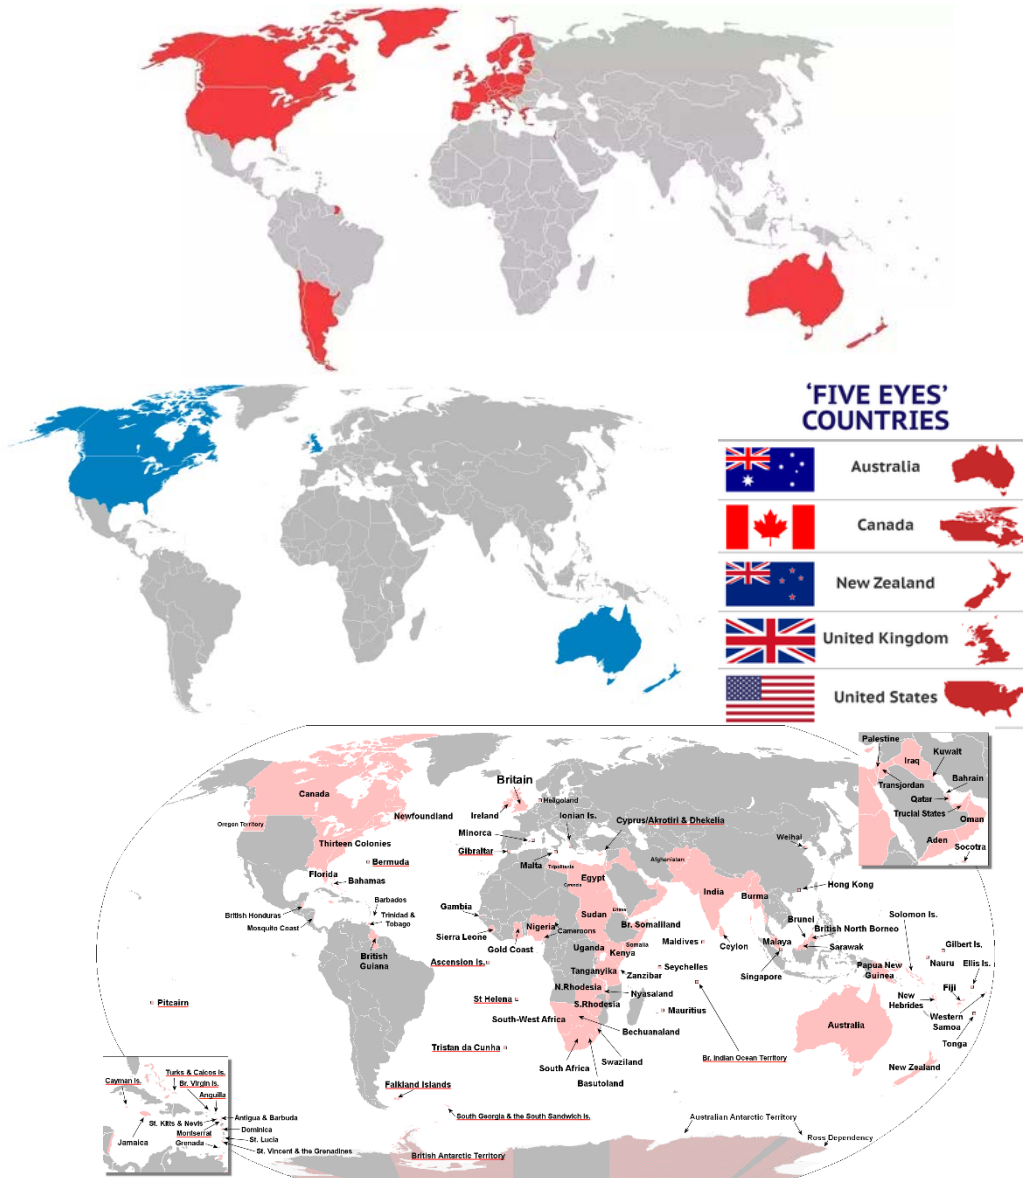 ‘FIVE EYES’
COUNTRIES
Australia
Canada
New Zealand
United Kingdom
United States
Palestine
Iraq
Kuwait
Transjordan
Bahrain
Qatar
Trucial States
Oman
Aden
Socotra
Canada
Britain
Heligoland
Oregon Territory
Newfoundland
Ireland
Ionian Is.
Cyprus/Akrotiri & Dhekelia
Minorca
Weihai
Thirteen Colonies
Gibraltar
Bermuda
Malta
Tripolitania
Afghanistan
Florida
Bahamas
Egypt
Cyrenaica
India
Burma
Hong Kong
Barbados
Gambia
Eritrea
British Honduras
Mosquito Coast
Trinidad &
Tobago
Sudan
Br. Somaliland
Brunei
British North Borneo
Solomon Is.
Nigeria
Cameroons
Sierra Leone
Gold Coast
Somalia
Maldives
Ceylon
Malaya
Sarawak
Gilbert Is.
British
Guiana
Uganda
Kenya
Nauru
Ellis Is.
Ascension Is.
Seychelles
Singapore
Papua New
Guinea
Tanganyika
Zanzibar
Fiji
N.Rhodesia
Nyasaland
Pitcairn
St Helena
S.Rhodesia
Mauritius
New
Hebrides
Western
Samoa
South-West Africa
Bechuanaland
Australia
Tonga
Tristan da Cunha
Swaziland
Br. Indian Ocean Territory
South Africa
Basutoland
New Zealand
Falkland Islands
South Georgia & the South Sandwich Is.
Australian Antarctic Territory
Ross Dependency
British Antarctic Territory
Cayman Is.
Turks & Caicos Is.
Br. Virgin Is.
Anguilla
St. Kitts & Nevis
Antigua & Barbuda
Montserrat
Dominica
Jamaica
Grenada
St. Lucia
St. Vincent & the Grenadines